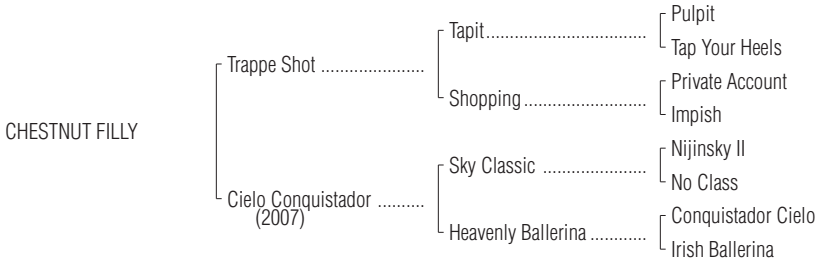 Pulpit
Tapit
Tap Your Heels
Trappe Shot
Private Account
Shopping
Impish
CHESTNUT FILLY
Nijinsky II
Sky Classic
No Class
Cielo Conquistador
(2007)
Conquistador Cielo
Heavenly Ballerina
Irish Ballerina